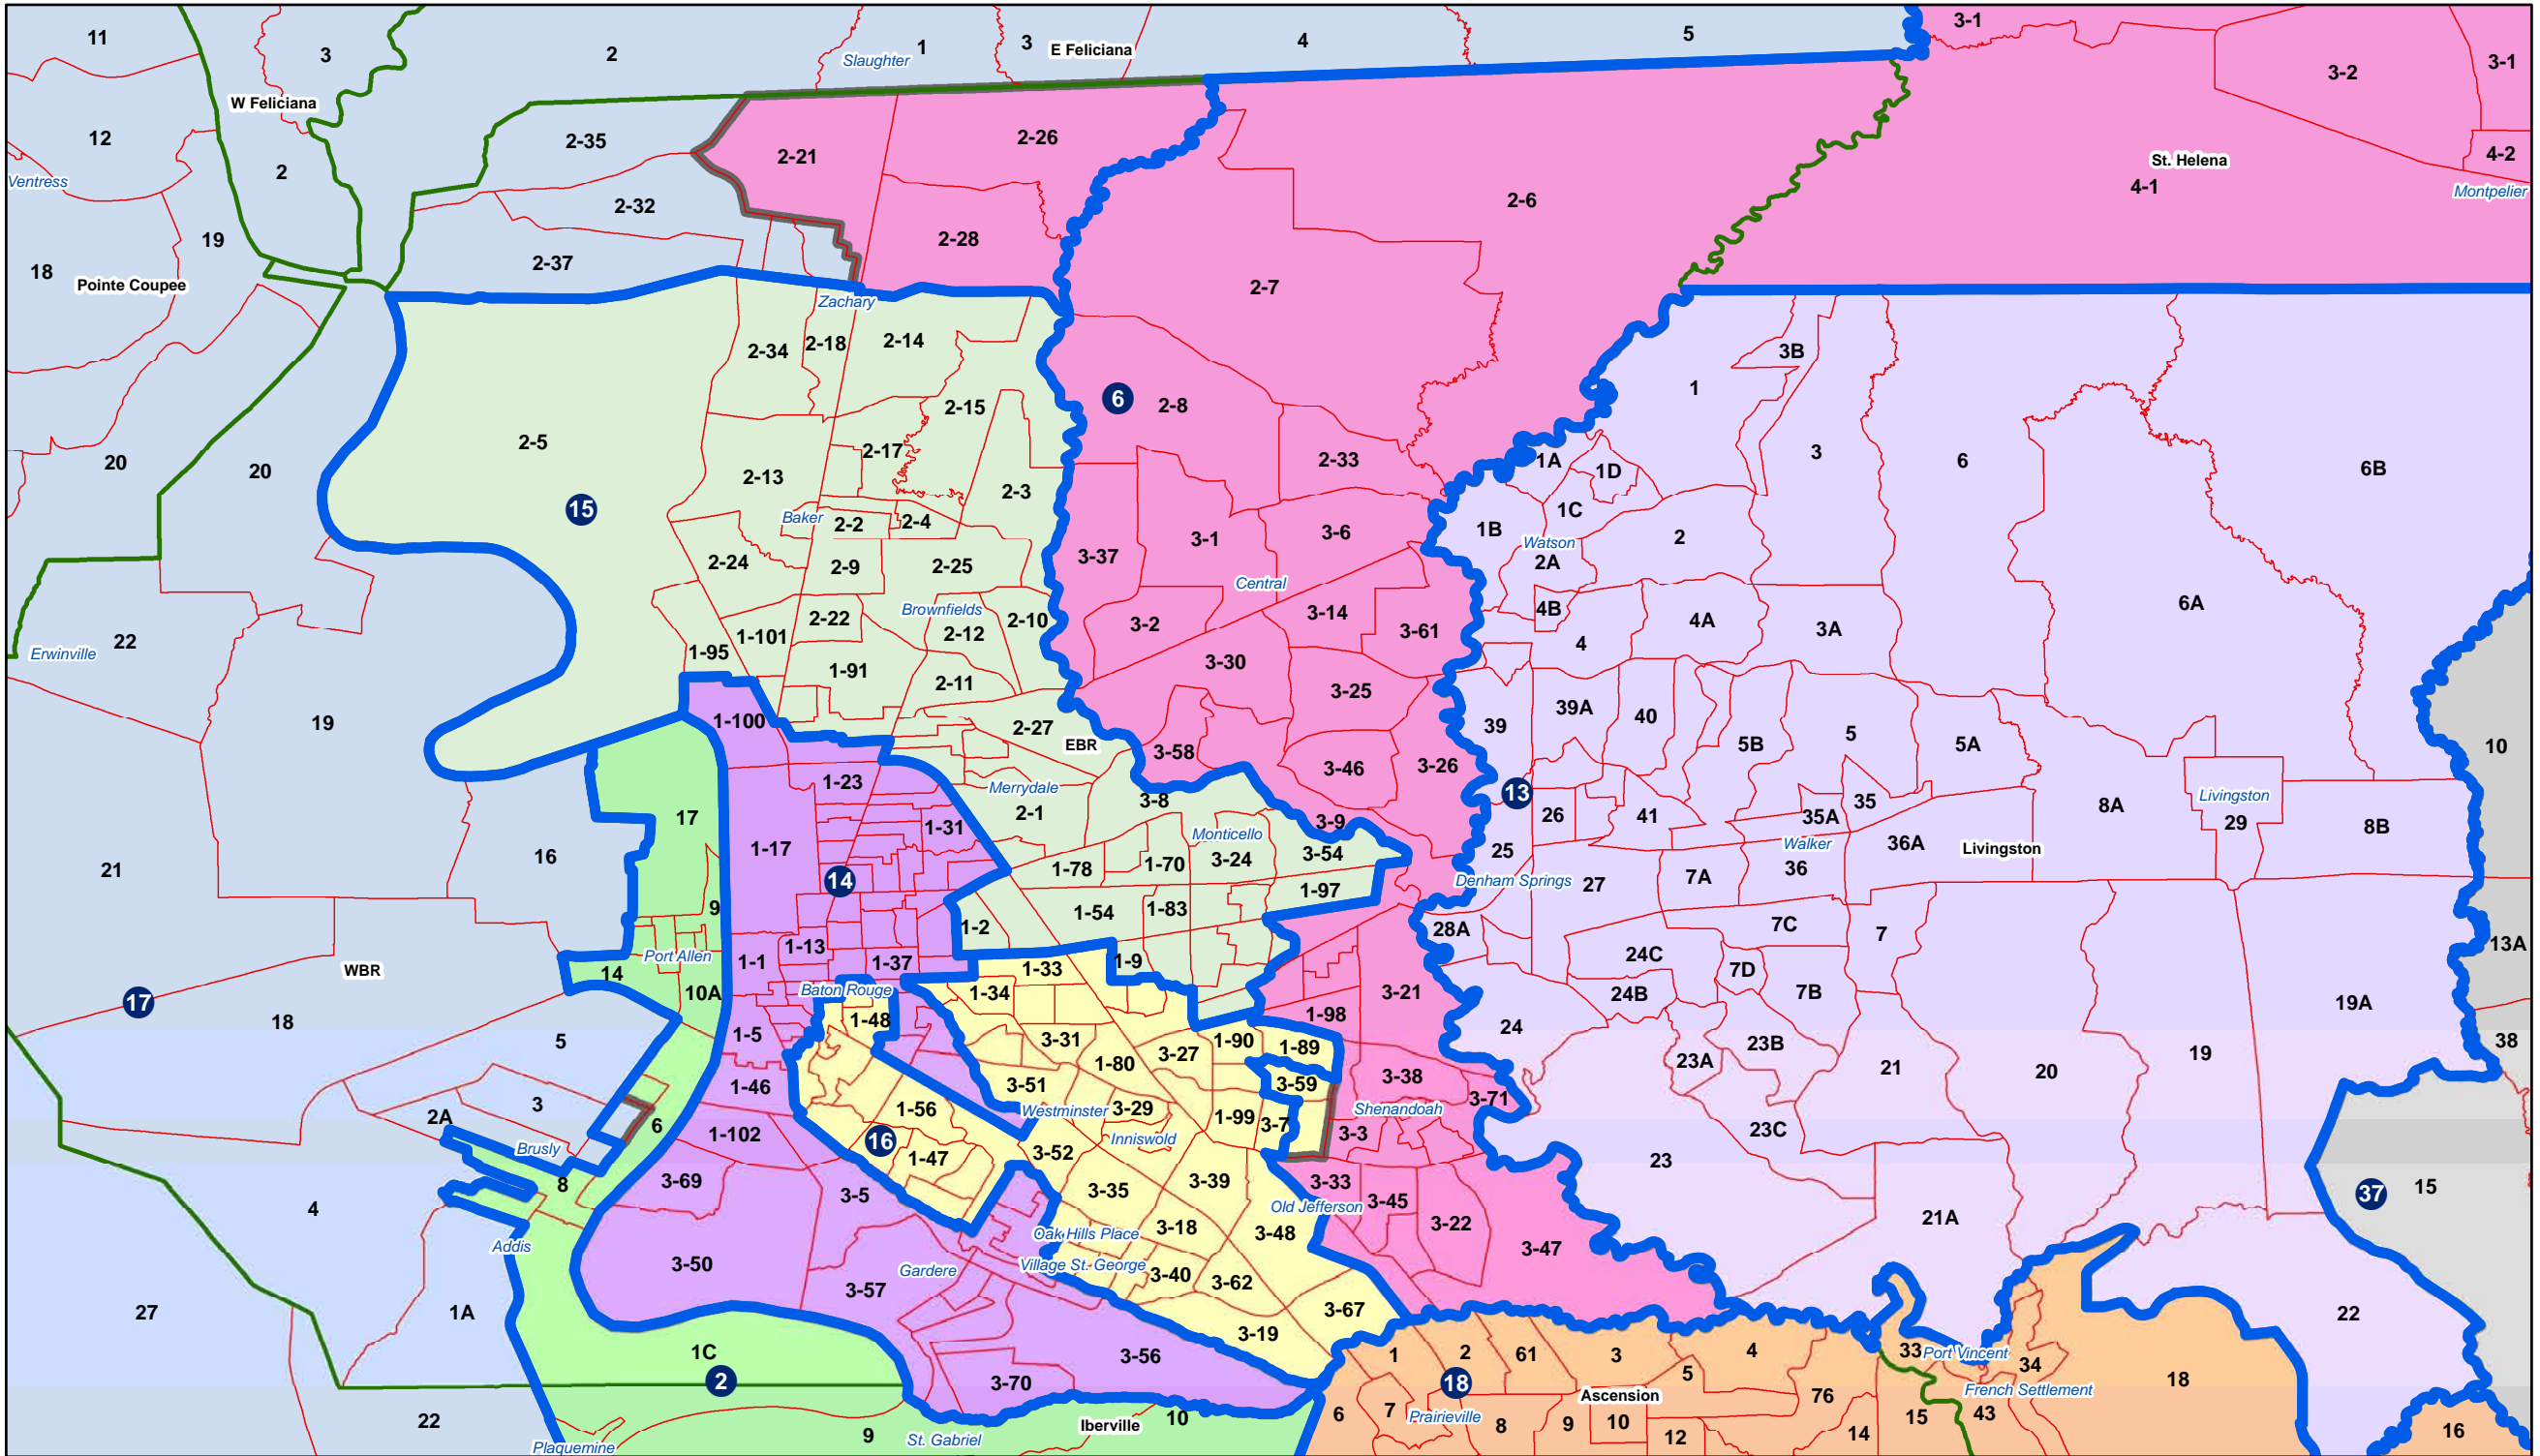 11
3
2
Slaughter
1
3
E Feliciana
4
5
3-1
3-2
3-1
W Feliciana
12
2
2-35
2-21
2-26
St. Helena
4-2
Ventress
4-1
Montpelier
2-32
2-6
19
2-28
18
Pointe Coupee
2-37
2-7
Zachary
2-34
2-18
2-14
3B
1
6
2-8
2-15
2-5
2-17
2-33
1A
1D
3
6
6B
20
20
2-13
2-3
15
Baker
2-2
2-4
1C
1B
3-6
3-1
Watson
2
3-37
2-24
2-9
2-25
2A
Central
6A
Brownfields
4B
3-14
4A
3A
2-22
2-10
3-2
1-101
2-12
3-61
22
Erwinville
1-95
4
3-30
1-91
2-11
3-25
19
1-100
39A
40
39
2-27
EBR
3-58
5B
5
5A
10
3-46
3-26
1-23
Merrydale
13
3-8
35
Livingston
8A
17
2-1
3-9
26
41
35A
29
8B
1-31
Monticello
1-17
25
Walker
36A
Livingston
16
3-54
3-24
1-70
21
1-78
14
36
7A
Denham Springs
27
1-97
9
1-54
1-83
7C
1-2
28A
7
13A
1-13
Port Allen
24C
1-1
1-37
1-9
WBR
1-33
7D
14
10A
Baton Rouge
1-34
3-21
24B
7B
17
19A
18
1-48
1-98
24
1-5
5
3-31
1-90
1-89
23B
38
3-27
19
1-80
23A
21
20
1-46
3-51
3-59
3-38
3-71
3
1-56
Westminster
3-29
1-99
Shenandoah
2A
6
3-7
23C
1-102
16
Inniswold
3-3
Brusly
3-52
1-47
23
3-69
3-39
3-33
8
3-5
3-35
37
15
3-45
4
Old Jefferson
3-22
21A
Oak Hills Place
3-18
3-48
Addis
3-47
3-50
Gardere
Village St. George
3-40
3-62
3-57
27
1A
3-67
22
3-19
1C
3-56
1
2
61
3
4
33
Port Vincent
34
5
2
3-70
18
Ascension
76
French Settlement
18
22
Iberville
10
6
7
Prairieville
8
9
10
12
14
15
43
16
9
St. Gabriel
Plaquemine